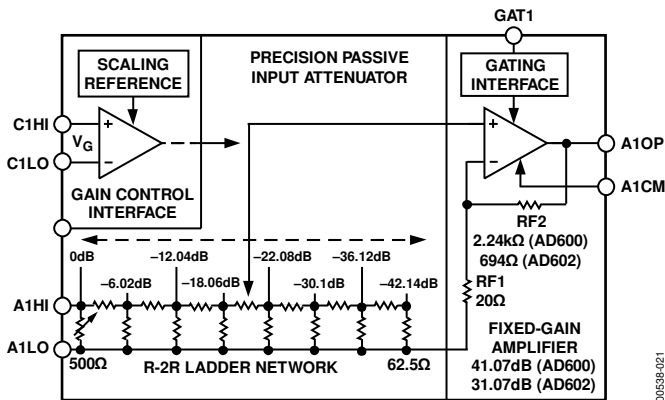 GAT1
SCALING
REFERENCE
PRECISION PASSIVE
INPUT ATTENUATOR
GATING
INTERFACE
C1HI
C1LO
VG
+
–
GAIN CONTROL
INTERFACE
+
–
A1OP
A1CM
RF2
2.24kΩ (AD600)
694Ω (AD602)
RF1
20Ω
0dB
–12.04dB
–22.08dB
–36.12dB
–6.02dB
–18.06dB
–30.1dB
–42.14dB
A1HI
A1LO
500Ω
R-2R LADDER NETWORK
62.5Ω
FIXED-GAIN
AMPLIFIER
41.07dB (AD600)
31.07dB (AD602)
00538-021